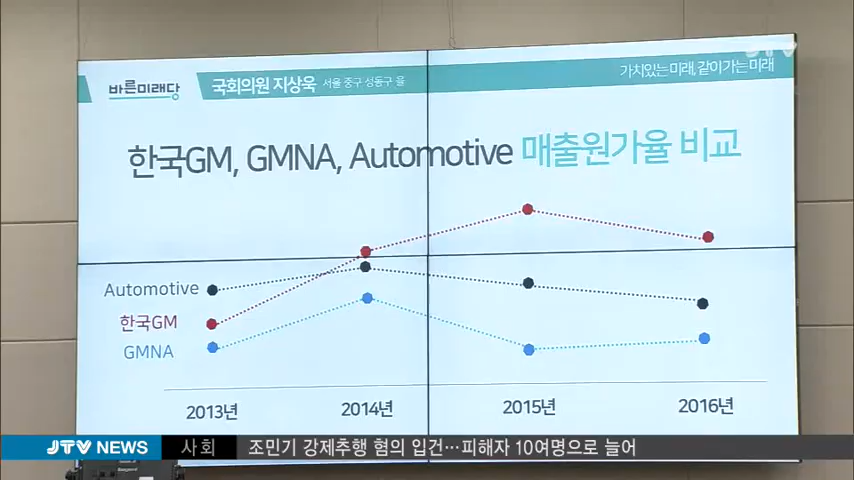 JTV
바른미래당
국회의원 지상욱 서울 중구 성동구 을
가치있는 미래, 같이가는 미래
한국GM, GMNA, Automotive 매출원가율 비교
Automotive
한국GM
GMNA
2013년 2014년 2015년 2016년
JTV NEWS 사회 조민기 강제추행 혐의 입건…피해자 10여명으로 늘어